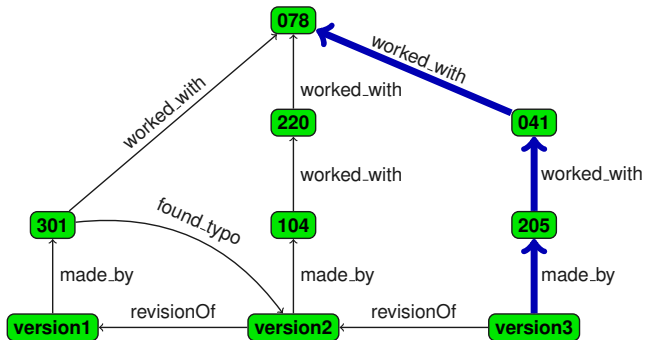 078
worked_with
worked_with
worked_with
220
041
worked_with
worked_with
found_typo
301
104
205
made_by
made_by
made_by
revisionOf
revisionOf
version1
version2
version3